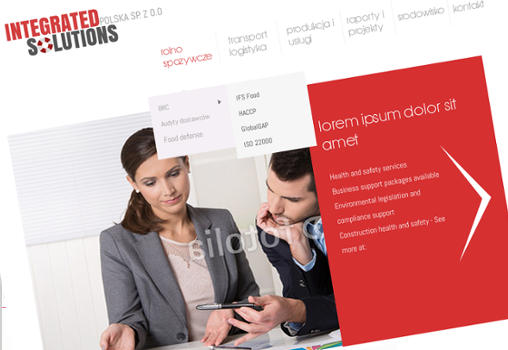 INTEGRATED
SOLUTIONS
POLSKA SP. Z O.O
rolno
spożywcze
transport
logistyka
produkcja i
usługi
raporty i
projekty
środowisko
kontakt
BRC
Audyty dostawców
Food defense
IFS Food
HACCP
GlobalGAP
ISO 22000
lorem ipsum dolor sit
amet
Health and safety services
Business support packages available
Environmental legislation and
compliance support
Construction health and safety - See
more at: